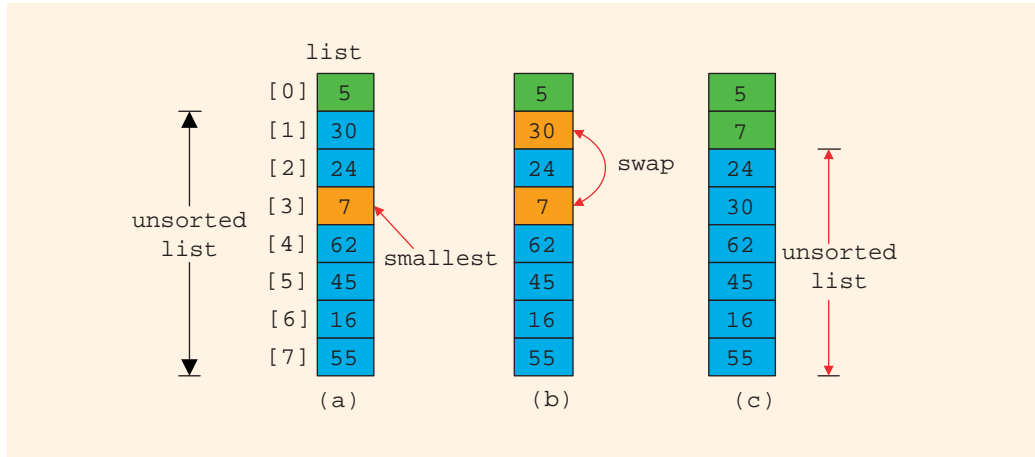 list
[0] 5 5 5
[1] 30 30 7
[2] 24 24 24
swap
[3] 7 7 30
unsorted
list
[4] 62 62 62
smallest
unsorted
list
[5] 45 45 45
[6] 16 16 16
[7] 55 55 55
(a) (b) (c)